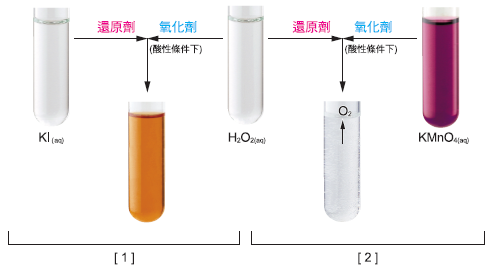 還原劑 氧化劑 還原劑 氧化劑
(酸性條件下) (酸性條件下)
O₂
KI(aq) H₂O₂(aq) KMnO₄(aq)
[ 1 ] [ 2 ]